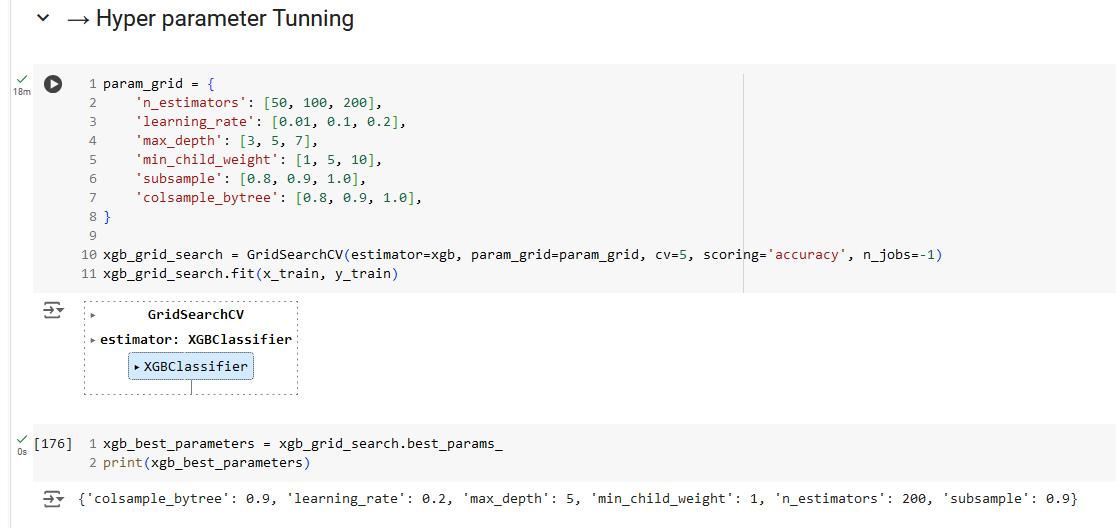 → Hyper parameter Tunning
18m
1 param_grid = {
2     'n_estimators': [50, 100, 200],
3     'learning_rate': [0.01, 0.1, 0.2],
4     'max_depth': [3, 5, 7],
5     'min_child_weight': [1, 5, 10],
6     'subsample': [0.8, 0.9, 1.0],
7     'colsample_bytree': [0.8, 0.9, 1.0],
8 }
9
10 xgb_grid_search = GridSearchCV(estimator=xgb, param_grid=param_grid, cv=5, scoring='accuracy', n_jobs=-1)
11 xgb_grid_search.fit(x_train, y_train)
GridSearchCV
estimator: XGBClassifier
XGBClassifier
0s
[176] 1 xgb_best_parameters = xgb_grid_search.best_params_
2 print(xgb_best_parameters)
{'colsample_bytree': 0.9, 'learning_rate': 0.2, 'max_depth': 5, 'min_child_weight': 1, 'n_estimators': 200, 'subsample': 0.9}